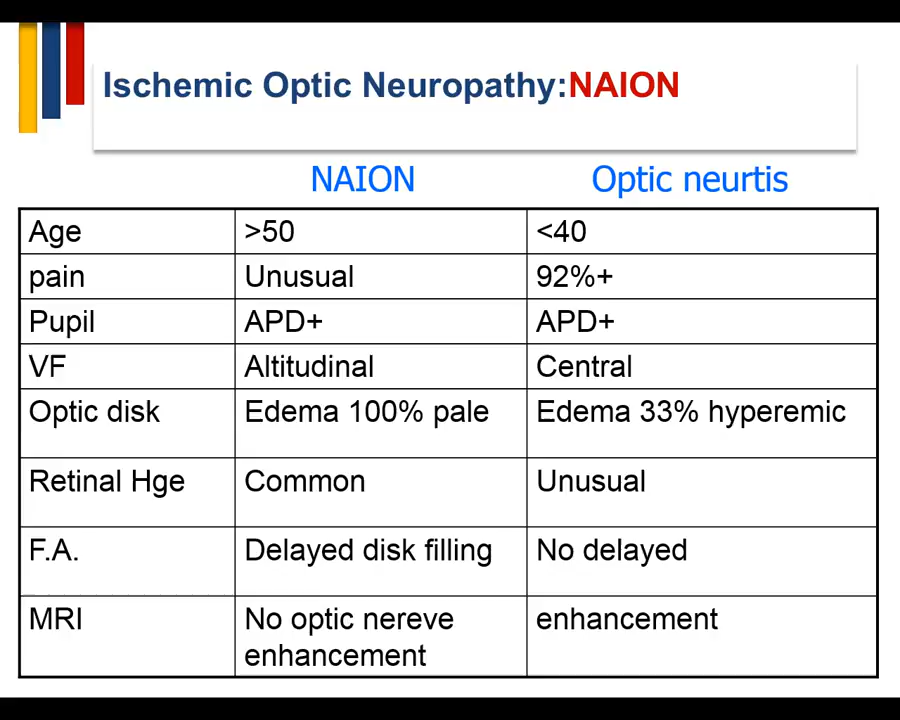 Ischemic Optic Neuropathy:NAION
NAION Optic neurtis
Age >50 <40
pain Unusual 92%+
Pupil APD+ APD+
VF Altitudinal Central
Optic disk Edema 100% pale Edema 33% hyperemic
Retinal Hge Common Unusual
F.A. Delayed disk filling No delayed
MRI No optic nereve enhancement
enhancement